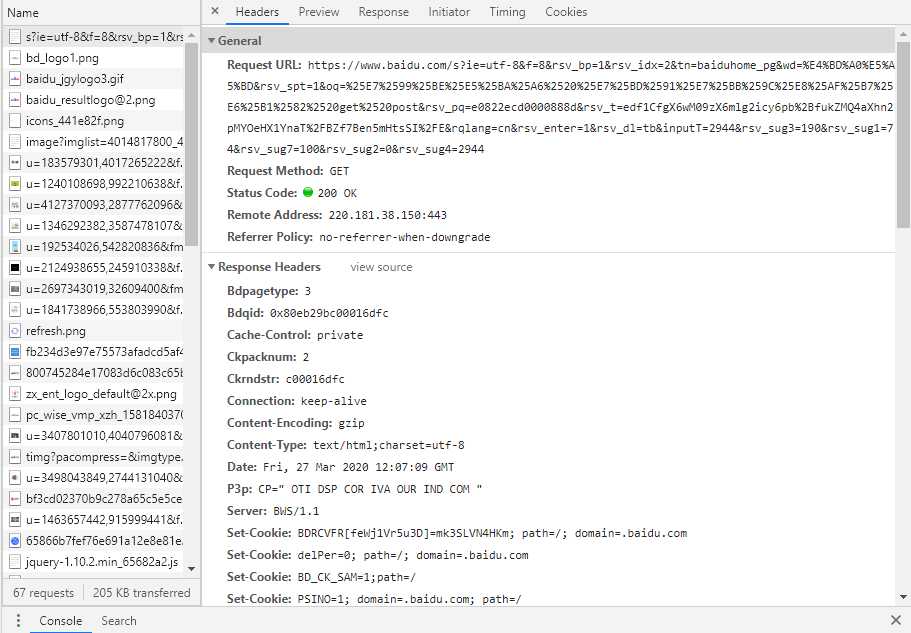 Name
s?ie=utf-8&f=8&rsv_bp=1&rs
bd_logo1.png
baidu_jgylogo3.gif
baidu_resultlogo@2.png
icons_441e82f.png
image?imglist=4014817800_4
u=183579301,4017265222&f.
u=1240108698,992210638&f.
u=4127370093,2877762096&
u=1346292382,3587478107&
u=192534026,542820836&fm
u=2124938655,245910338&f.
u=2697343019,32609400&fm
u=1841738966,553803990&f.
refresh.png
fb234d3e97e75573afadcd5af4
800745284e17083d6c083c65b
zx_ent_logo_default@2x.png
pc_wise_vmp_xzh_1581840370
u=3407801010,4040796081&
timg?pacompress=&imgtype.
u=3498043849,2744131040&
bf3cd02370b9c278a65c5e5ce
u=1463657442,915999441&f.
65866b7fef76e691a12e8e81e.
jquery-1.10.2.min_65682a2.js
67 requests 205 KB transferred
Headers Preview Response Initiator Timing Cookies
General
Request URL: https://www.baidu.com/s?ie=utf-8&f=8&rsv_bp=1&rsv_idx=2&tn=baiduhome_pg&wd=%E4%BD%A0%E5%A
5%BD&rsv_spt=1&oq=%25E7%2599%25BE%25E5%25BA%25A6%2520%25E7%25BD%2591%25E7%25BB%259C%25E8%25AF%25B7%25
E6%25B1%2582%2520get%2520post&rsv_pq=e0822ecd0000888d&rsv_t=edf1CfgX6wM09zX6mlg2icy6pb%2BfukZMQ4aXhn2
pMYOeHX1YnaT%2FBZf7Ben5mHtsSI%2FE&rqlang=cn&rsv_enter=1&rsv_dl=tb&inputT=2944&rsv_sug3=190&rsv_sug1=7
4&rsv_sug7=100&rsv_sug2=0&rsv_sug4=2944
Request Method: GET
Status Code: 200 OK
Remote Address: 220.181.38.150:443
Referrer Policy: no-referrer-when-downgrade
Response Headers view source
Bdpagetype: 3
Bdqid: 0x80eb29bc00016dfc
Cache-Control: private
Ckpacknum: 2
Ckrndstr: c00016dfc
Connection: keep-alive
Content-Encoding: gzip
Content-Type: text/html;charset=utf-8
Date: Fri, 27 Mar 2020 12:07:09 GMT
P3p: CP=" OTI DSP COR IVA OUR IND COM "
Server: BWS/1.1
Set-Cookie: BDRCVFR[feWj1Vr5u3D]=mk3SLVN4HKm; path=/; domain=.baidu.com
Set-Cookie: delPer=0; path=/; domain=.baidu.com
Set-Cookie: BD_CK_SAM=1;path=/
Set-Cookie: PSINO=1; domain=.baidu.com; path=/
Console Search